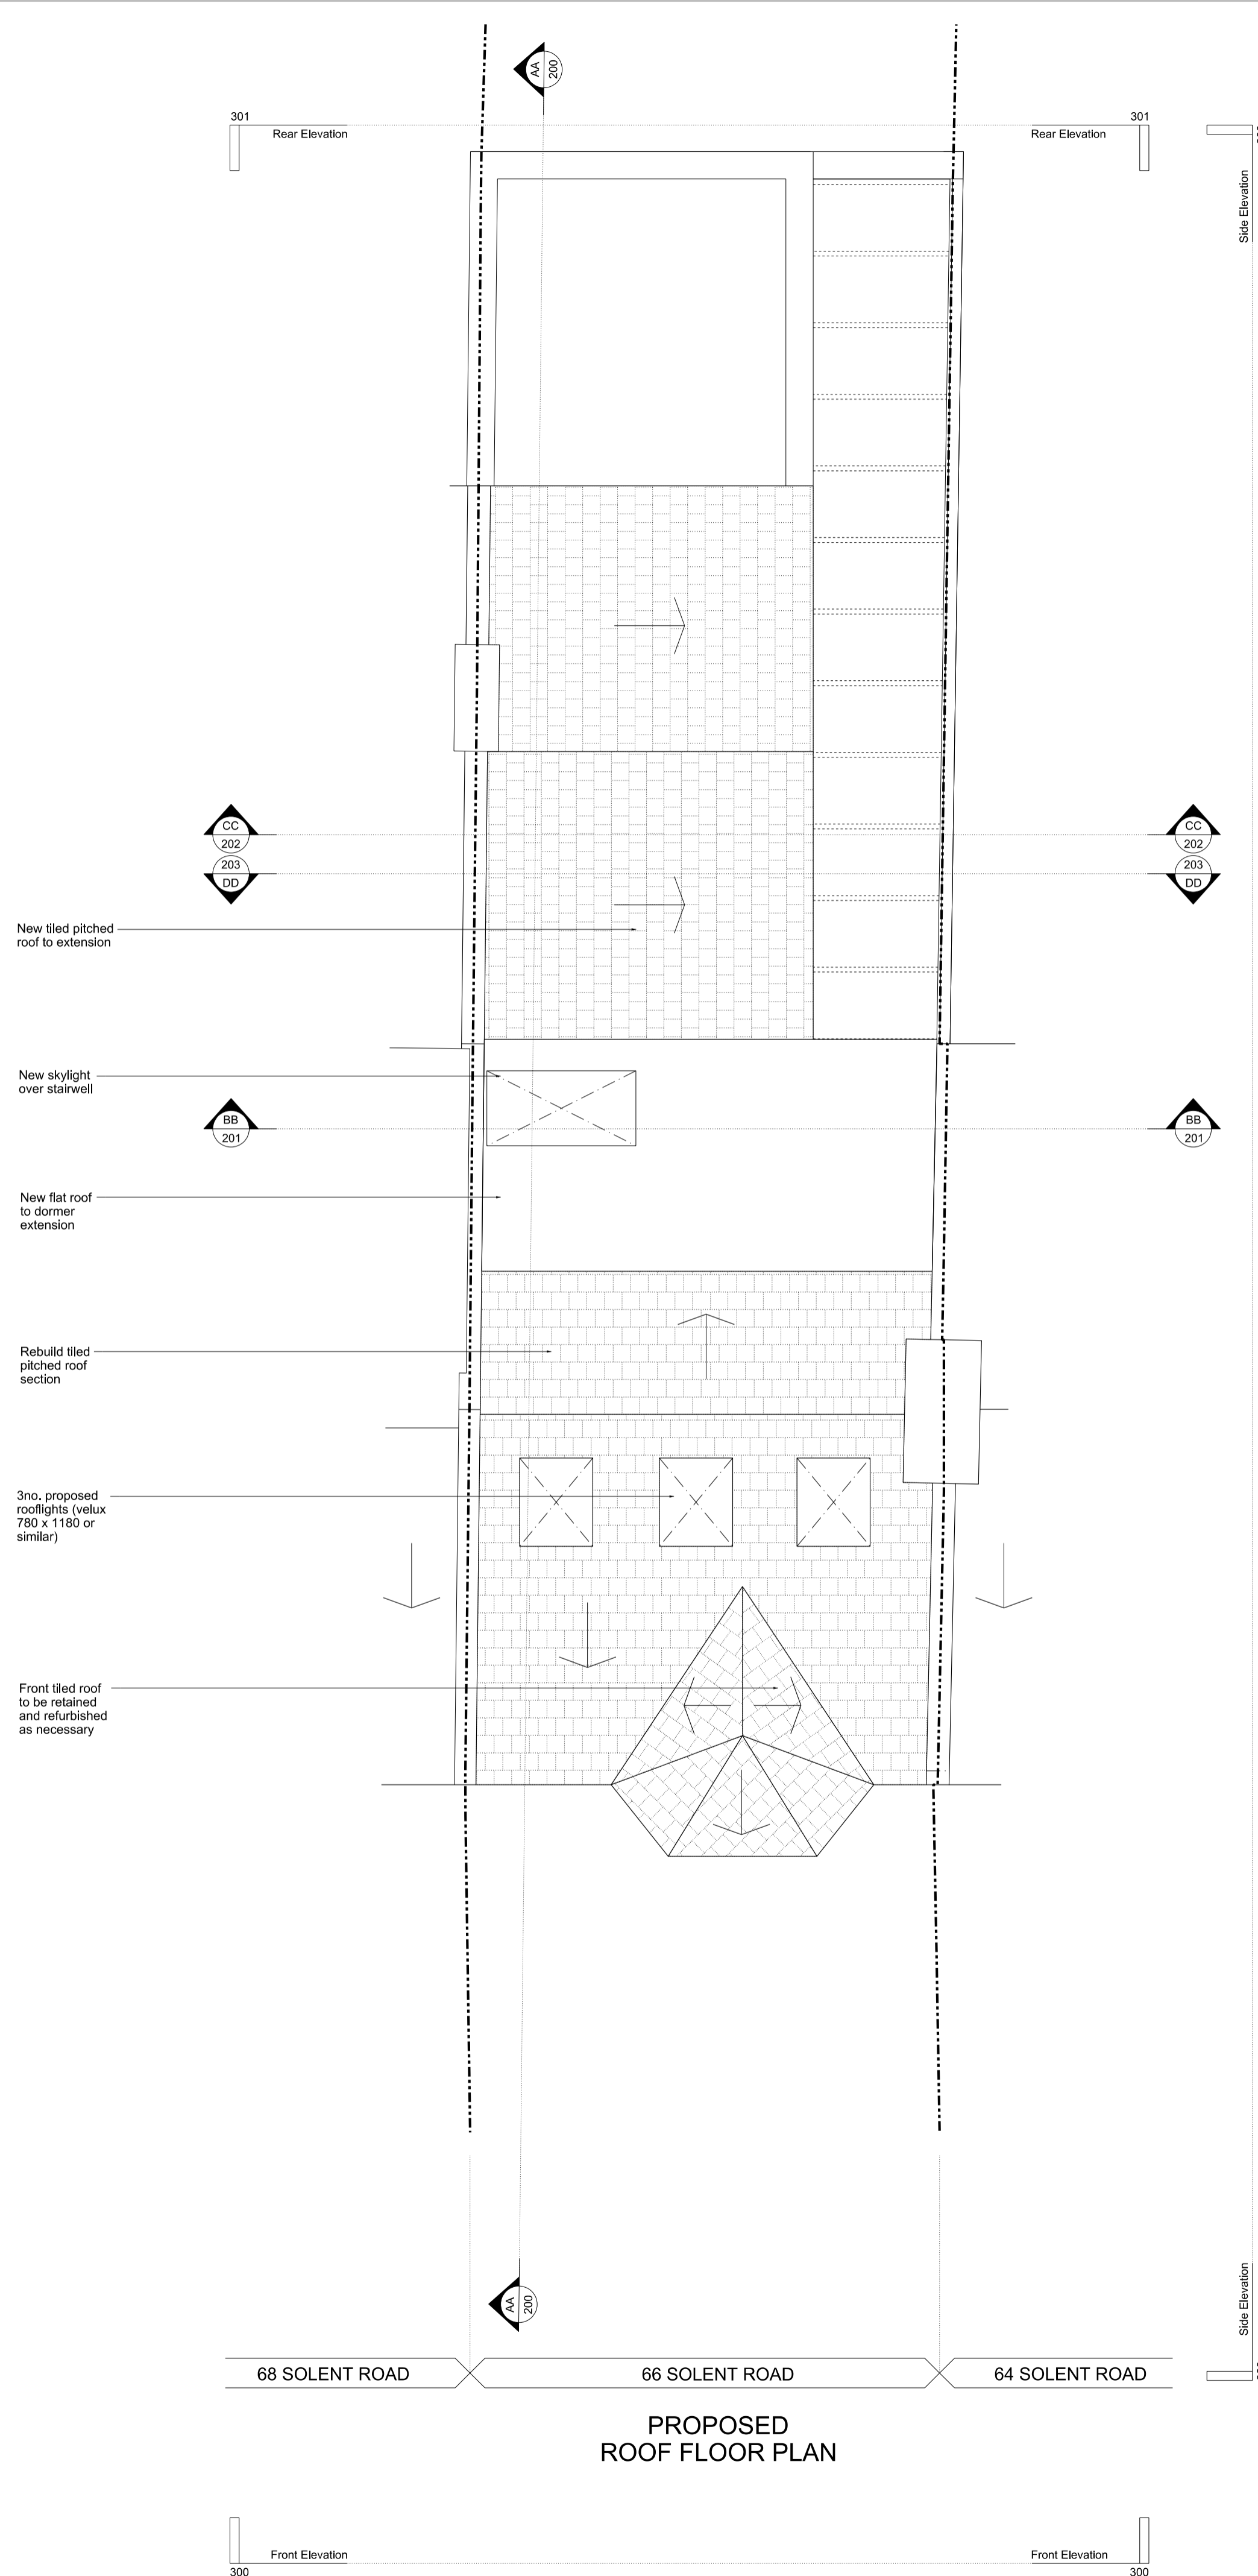 AA
200
301
Rear Elevation
301
Rear Elevation
Side Elevation
CC
202
203
DD
CC
202
203
DD
New tiled pitched
roof to extension
New skylight
over stairwell
BB
201
BB
201
New flat roof
to dormer
extension
Rebuild tiled
pitched roof
section
3no. proposed
rooflights (velux
780 x 1180 or
similar)
Front tiled roof
to be retained
and refurbished
as necessary
AA
200
Side Elevation
68 SOLENT ROAD
66 SOLENT ROAD
64 SOLENT ROAD
PROPOSED
ROOF FLOOR PLAN
Front Elevation
300
Front Elevation
300